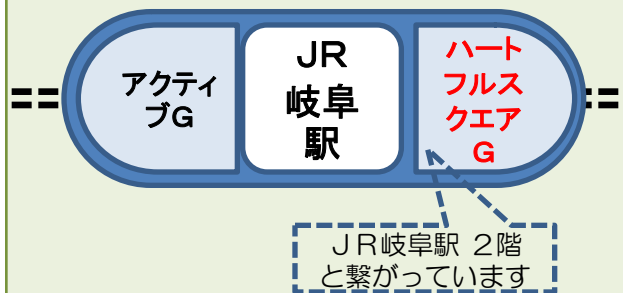 アクティ
ブG
JR
岐阜
駅
ハート
フルス
クエア
G
ＪＲ岐阜駅 ２階
と繋がっています